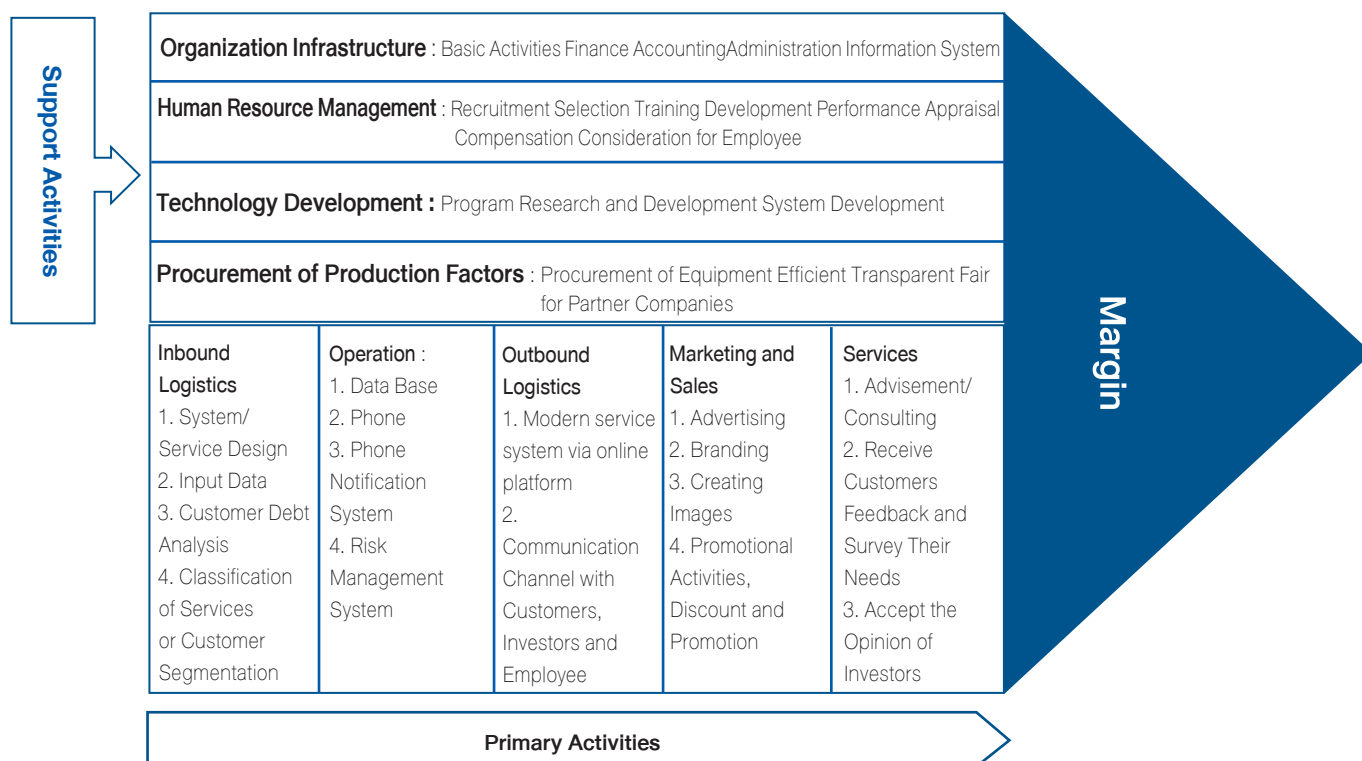 Support Activities
Organization Infrastructure : Basic Activities Finance AccountingAdministration Information System
Human Resource Management : Recruitment Selection Training Development Performance Appraisal
Compensation Consideration for Employee
Technology Development : Program Research and Development System Development
Procurement of Production Factors : Procurement of Equipment Efficient Transparent Fair
for Partner Companies
Inbound
Logistics
1. System/
Service Design
2. Input Data
3. Customer Debt
Analysis
4. Classification
of Services
or Customer
Segmentation
Operation :
1. Data Base
2. Phone
3. Phone
Notification
System
4. Risk
Management
System
Outbound
Logistics
1. Modern service
system via online
platform
2.
Communication
Channel with
Customers,
Investors and
Employee
Marketing and
Sales
1. Advertising
2. Branding
3. Creating
Images
4. Promotional
Activities,
Discount and
Promotion
Services
1. Advisement/
Consulting
2. Receive
Customers
Feedback and
Survey Their
Needs
3. Accept the
Opinion of
Investors
Margin
Primary Activities